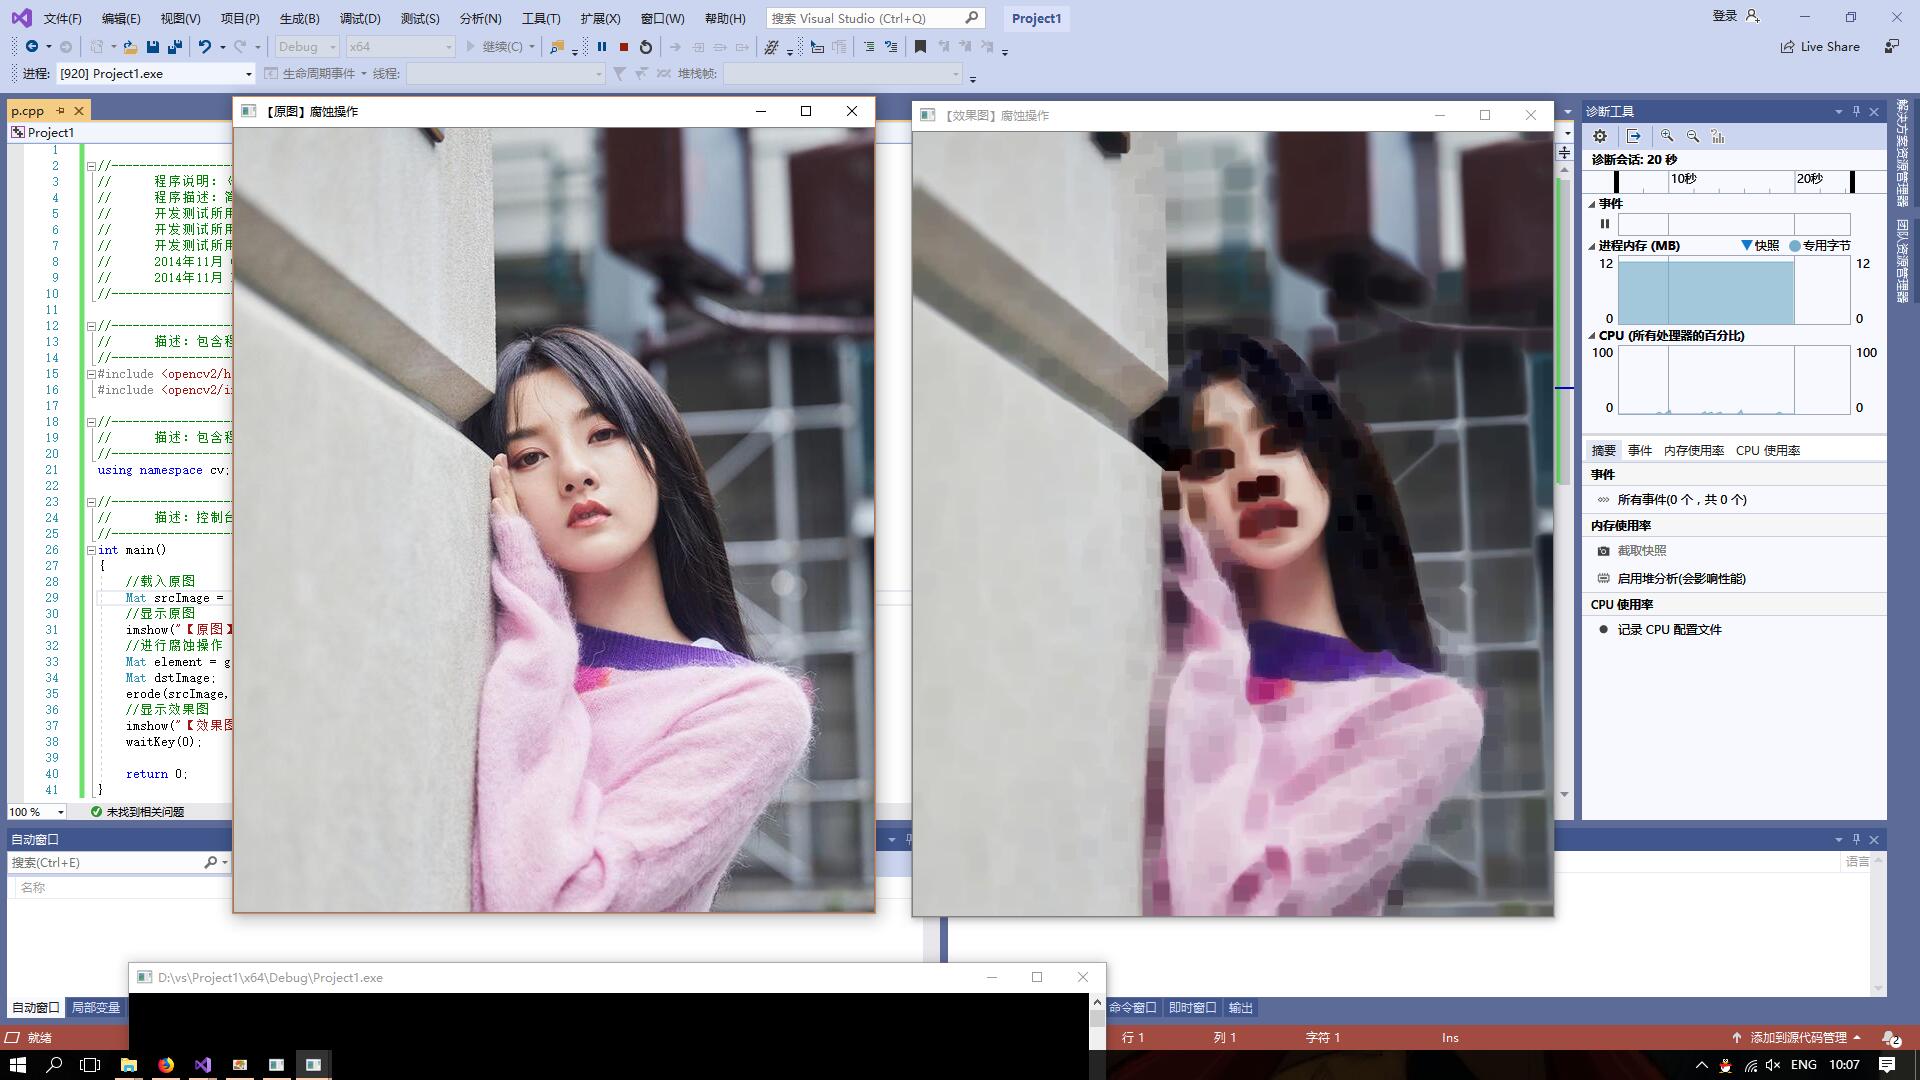 文件(F) 编辑(E) 视图(V) 项目(P) 生成(B) 调试(D) 测试(S) 分析(N) 工具(T) 扩展(X) 窗口(W) 帮助(H) 搜索 Visual Studio (Ctrl+Q) Project1 登录
Debug x64 继续(C) Live Share
进程: [920] Project1.exe 生命周期事件 线程: 堆栈帧:
p.cpp
Project1
【原图】腐蚀操作
【效果图】腐蚀操作
1
2 //----------------
3 // 程序说明:
4 // 程序描述:
5 // 开发测试所用
6 // 开发测试所用
7 // 开发测试所用
8 // 2014年11月
9 // 2014年11月
10 //----------------
11
12 //----------------
13 // 描述: 包含程
14 //----------------
15 #include <opencv2/h
16 #include <opencv2/i
17
18 //----------------
19 // 描述: 包含程
20 //----------------
21 using namespace cv;
22
23 //----------------
24 // 描述: 控制台
25 //----------------
26 int main()
27 {
28 //载入原图
29 Mat srcImage =
30 //显示原图
31 imshow("【原图】
32 //进行腐蚀操作
33 Mat element = g
34 Mat dstImage;
35 erode(srcImage,
36 //显示效果图
37 imshow("【效果图
38 waitKey(0);
39
40 return 0;
41 }
100 % 未找到相关问题
自动窗口
搜索(Ctrl+E)
名称
语言
自动窗口 局部变量
命令窗口 即时窗口 输出
D:\vs\Project1\x64\Debug\Project1.exe
诊断工具
诊断会话: 20 秒
10秒 20秒
事件
进程内存 (MB) 快照 专用字节
12 12
0 0
CPU (所有处理器的百分比)
100 100
0 0
摘要 事件 内存使用率 CPU 使用率
事件
所有事件(0 个，共 0 个)
内存使用率
截取快照
启用堆分析(会影响性能)
CPU 使用率
记录 CPU 配置文件
解决方案资源管理器
团队资源管理器
就绪 行 1 列 1 字符 1 Ins 添加到源代码管理 2
ENG 10:07